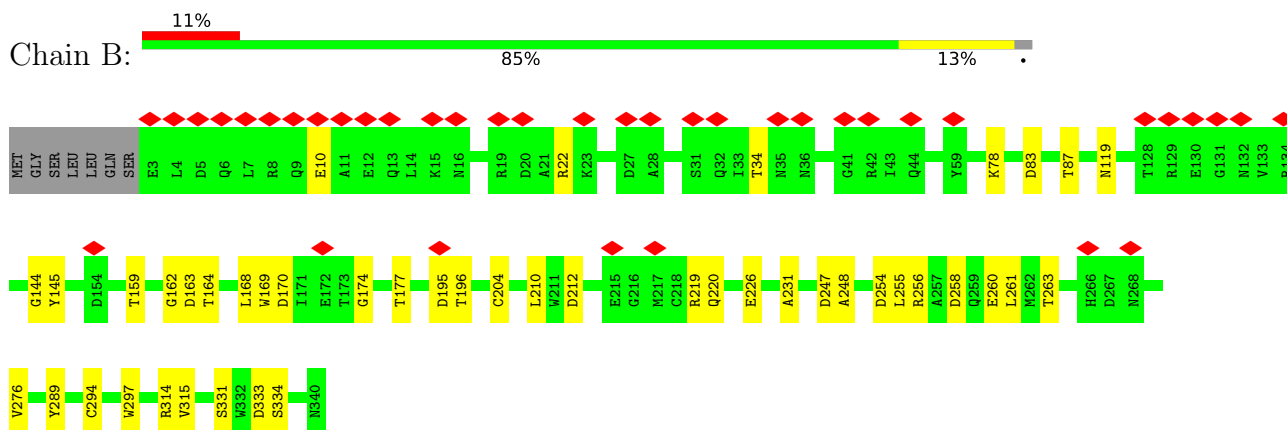 11%
Chain B:
85% 13% •
MET GLY SER LEU LEU GLN SER E3 L4 D5 Q6 L7 R8 Q9 E10 A11 E12 Q13 L14 K15 N16 R19 D20 A21 R22 K23 D27 A28 S31 Q32 I33 T34 N35 N36 G41 R42 I43 Q44 Y59 K78 D83 T87 N119 T128 R129 E130 G131 N132 V133 R134
G144 Y145 D154 T159 G162 D163 T164 L168 W169 D170 I171 E172 T173 G174 T177 D195 T196 C204 L210 W211 D212 E215 G216 M217 C218 R219 Q220 E226 A231 D247 A248 D254 L255 R256 A257 D258 Q259 E260 L261 M262 T263 H266 D267 N268
V276 Y289 C294 W297 R314 V315 S331 W332 D333 S334 N340